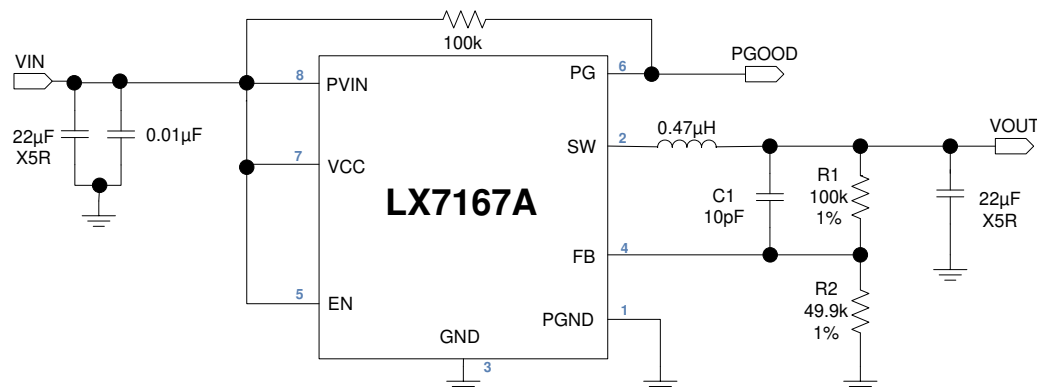 100k
VIN
PGOOD
8
PVIN
PG
6
22µF
X5R
0.01µF
7
VCC
SW
2
0.47µH
VOUT
LX7167A
C1
10pF
R1
100k
1%
22µF
X5R
FB
4
5
EN
R2
49.9k
1%
PGND
1
GND
3